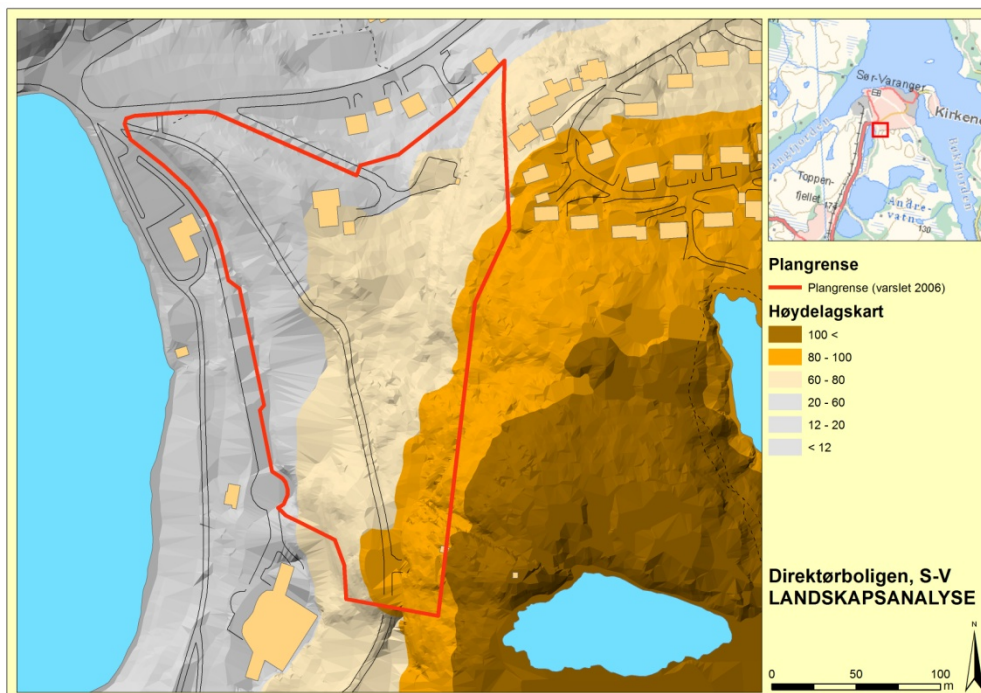 Sør-Varanger
Kirkene
Toppen-
fjellet 174
Andre-
vatn
130
Plangrense
Plangrense (varslet 2006)
Høydelagskart
100 <
80 - 100
60 - 80
20 - 60
12 - 20
< 12
Direktørboligen, S-V
LANDSKAPSANALYSE
N
0 50 100
m